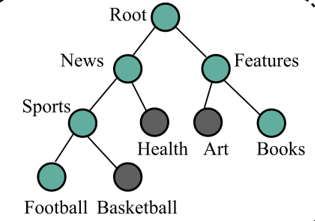 Root
News Features
Sports
Health Art Books
Football Basketball